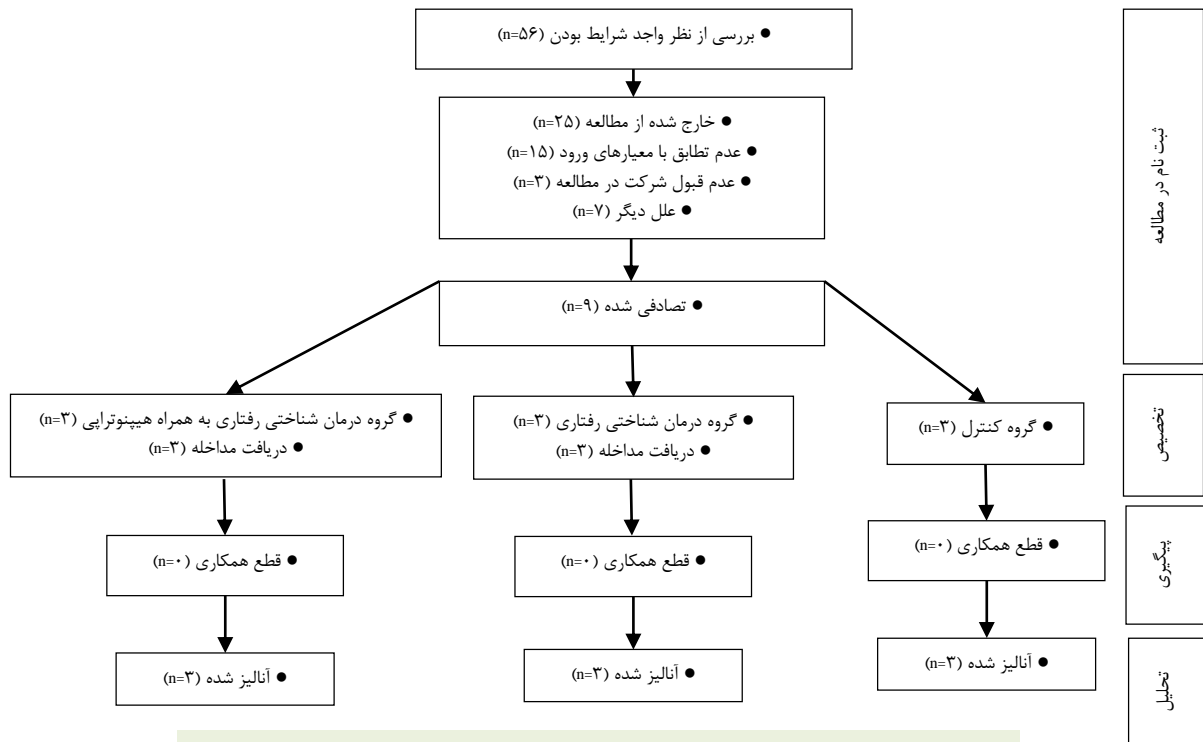 ● بررسی از نظر واجد شرایط بودن (n=۵۶)
● خارج شده از مطالعه (n=۲۵)
● عدم تطابق با معیارهای ورود (n=۱۵)
● عدم قبول شرکت در مطالعه (n=۳)
● علل دیگر (n=۷)
ثبت نام در مطالعه
● تصادفی شده (n=۹)
تخصیص
● گروه کنترل (n=۳)
● گروه درمان شناختی رفتاری (n=۳)
● دریافت مداخله (n=۳)
● گروه درمان شناختی رفتاری به همراه هیپنوتراپی (n=۳)
● دریافت مداخله (n=۳)
پیگیری
● قطع همکاری (n=۰)
● قطع همکاری (n=۰)
● قطع همکاری (n=۰)
تحلیل
● آنالیز شده (n=۳)
● آنالیز شده (n=۳)
● آنالیز شده (n=۳)